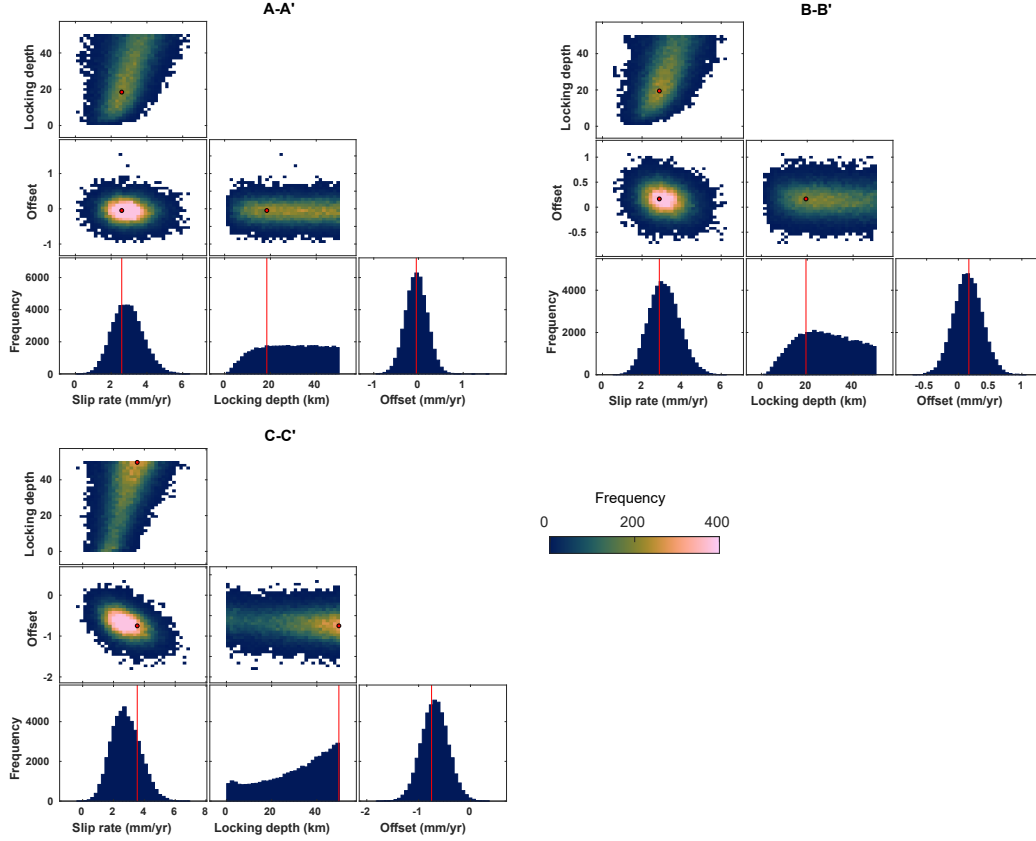 A-A'
Locking depth
40
20
0
Offset
1
0
-1
Frequency
6000
4000
2000
0
0 2 4 6
Slip rate (mm/yr)
0 20 40
Locking depth (km)
-1 0 1
Offset (mm/yr)
B-B'
Locking depth
40
20
0
Offset
1
0.5
0
-0.5
Frequency
4000
2000
0
0 2 4 6
Slip rate (mm/yr)
0 20 40
Locking depth (km)
-0.5 0 0.5 1
Offset (mm/yr)
C-C'
Locking depth
40
20
0
Offset
0
-1
-2
Frequency
4000
2000
0
0 2 4 6 8
Slip rate (mm/yr)
0 20 40
Locking depth (km)
-2 -1 0
Offset (mm/yr)
Frequency
0 200 400